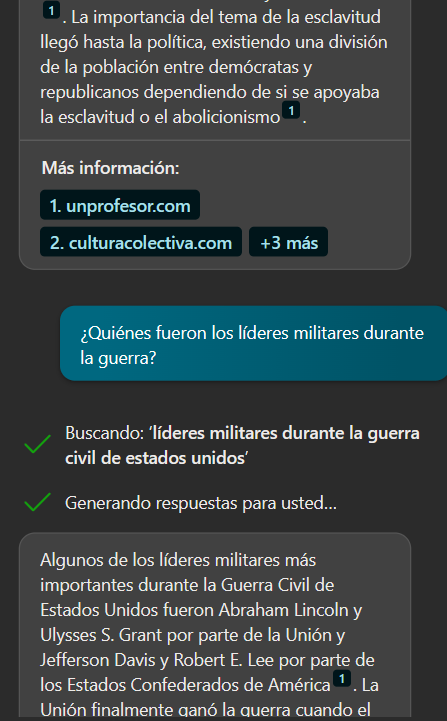 1 . La importancia del tema de la esclavitud
llegó hasta la política, existiendo una división
de la población entre demócratas y
republicanos dependiendo de si se apoyaba
la esclavitud o el abolicionismo 1 .
Más información:
1. unprofesor.com
2. culturacolectiva.com +3 más
¿Quiénes fueron los líderes militares durante
la guerra?
Buscando: ‘líderes militares durante la guerra
civil de estados unidos’
Generando respuestas para usted…
Algunos de los líderes militares más
importantes durante la Guerra Civil de
Estados Unidos fueron Abraham Lincoln y
Ulysses S. Grant por parte de la Unión y
Jefferson Davis y Robert E. Lee por parte de
los Estados Confederados de América 1 . La
Unión finalmente ganó la guerra cuando el